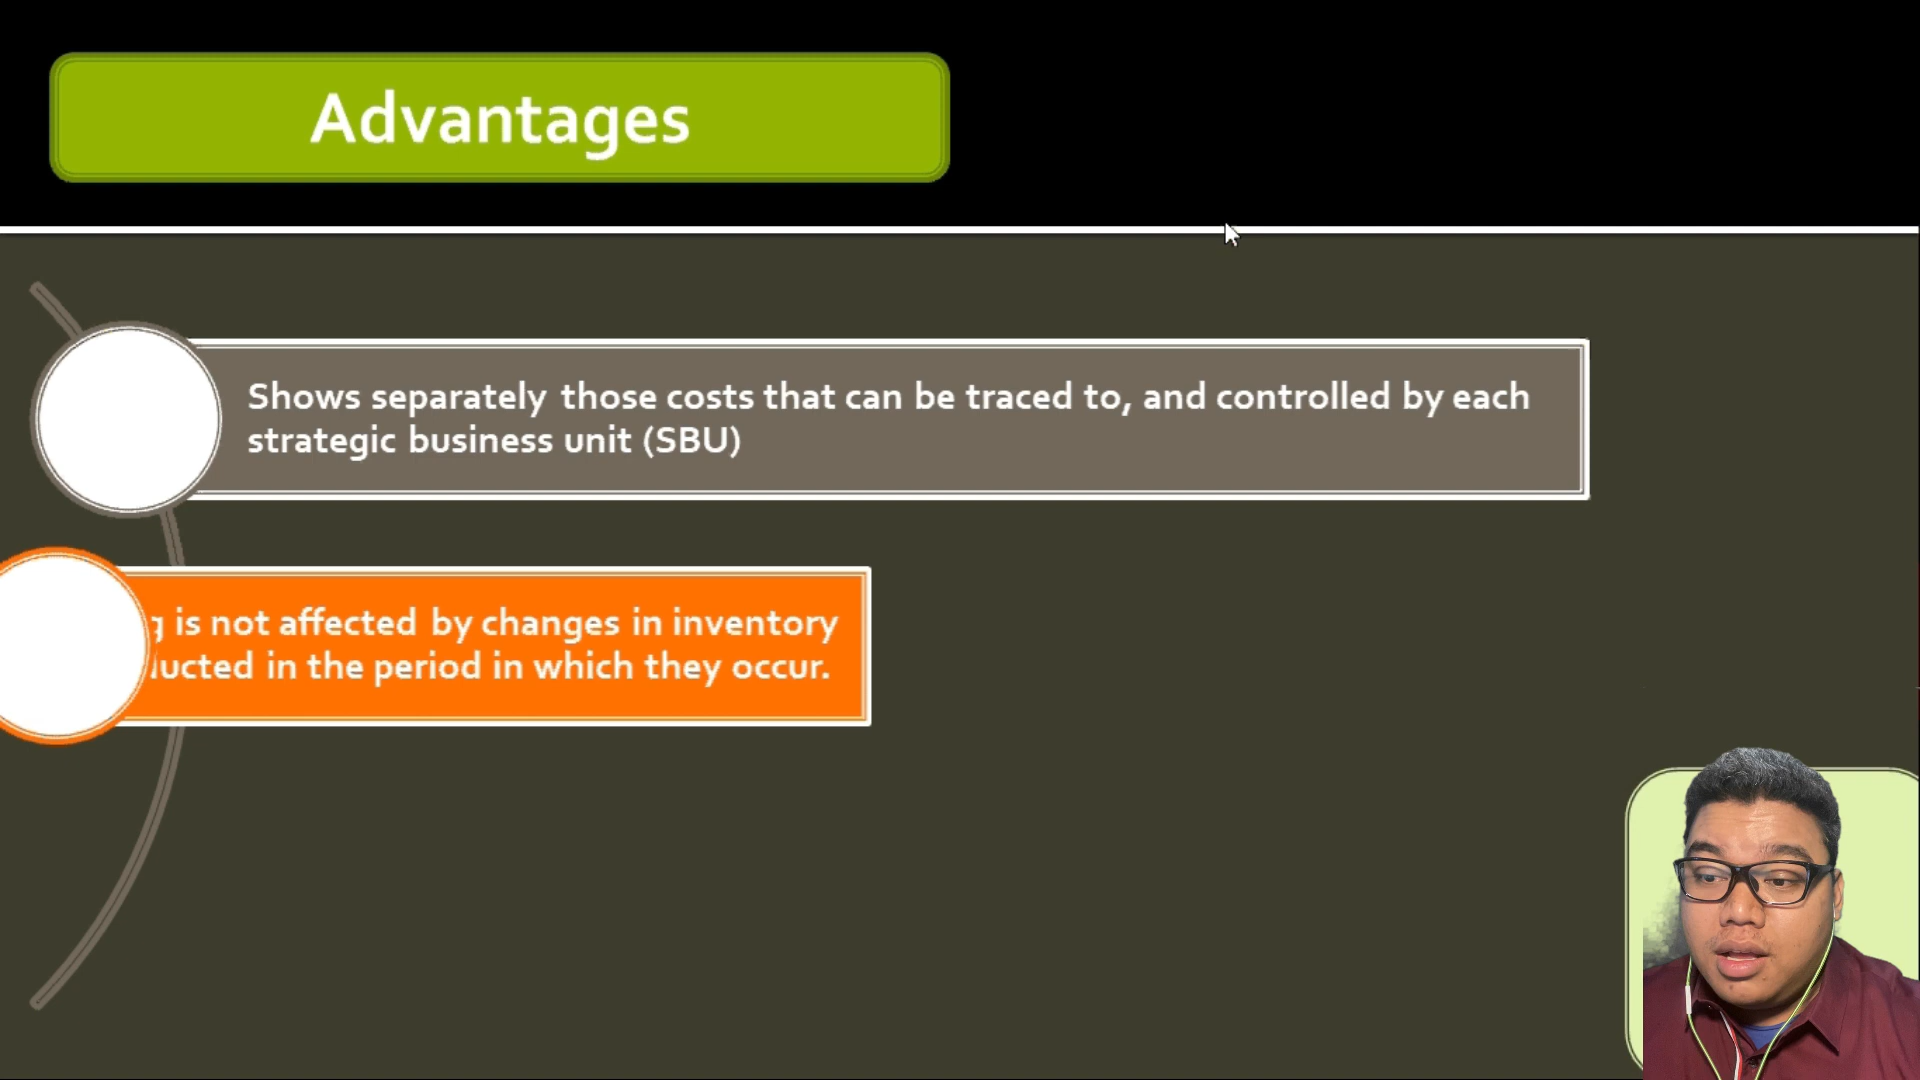 Advantages
Shows separately those costs that can be traced to, and controlled by each
strategic business unit (SBU)
is not affected by changes in inventory
in the period in which they occur.